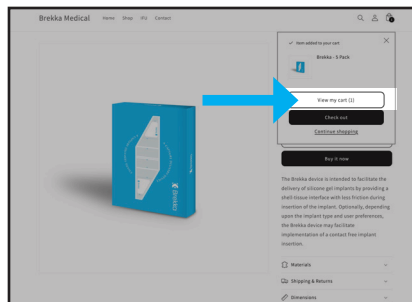 Brekka Medical
Home Shop IFU Contact
Item added to your cart
Brekka - 5 Pack
View my cart (1)
Check out
Continue shopping
Buy it now
The Brekka device is intended to facilitate the
delivery of silicone gel implants by providing a
shell-tissue interface with less friction during
insertion of the implant. Optionally, depending
upon the implant type and user preferences,
the Brekka device may facilitate
implementation of a contact free implant
insertion.
Materials
Shipping & Returns
Dimensions
Brekka